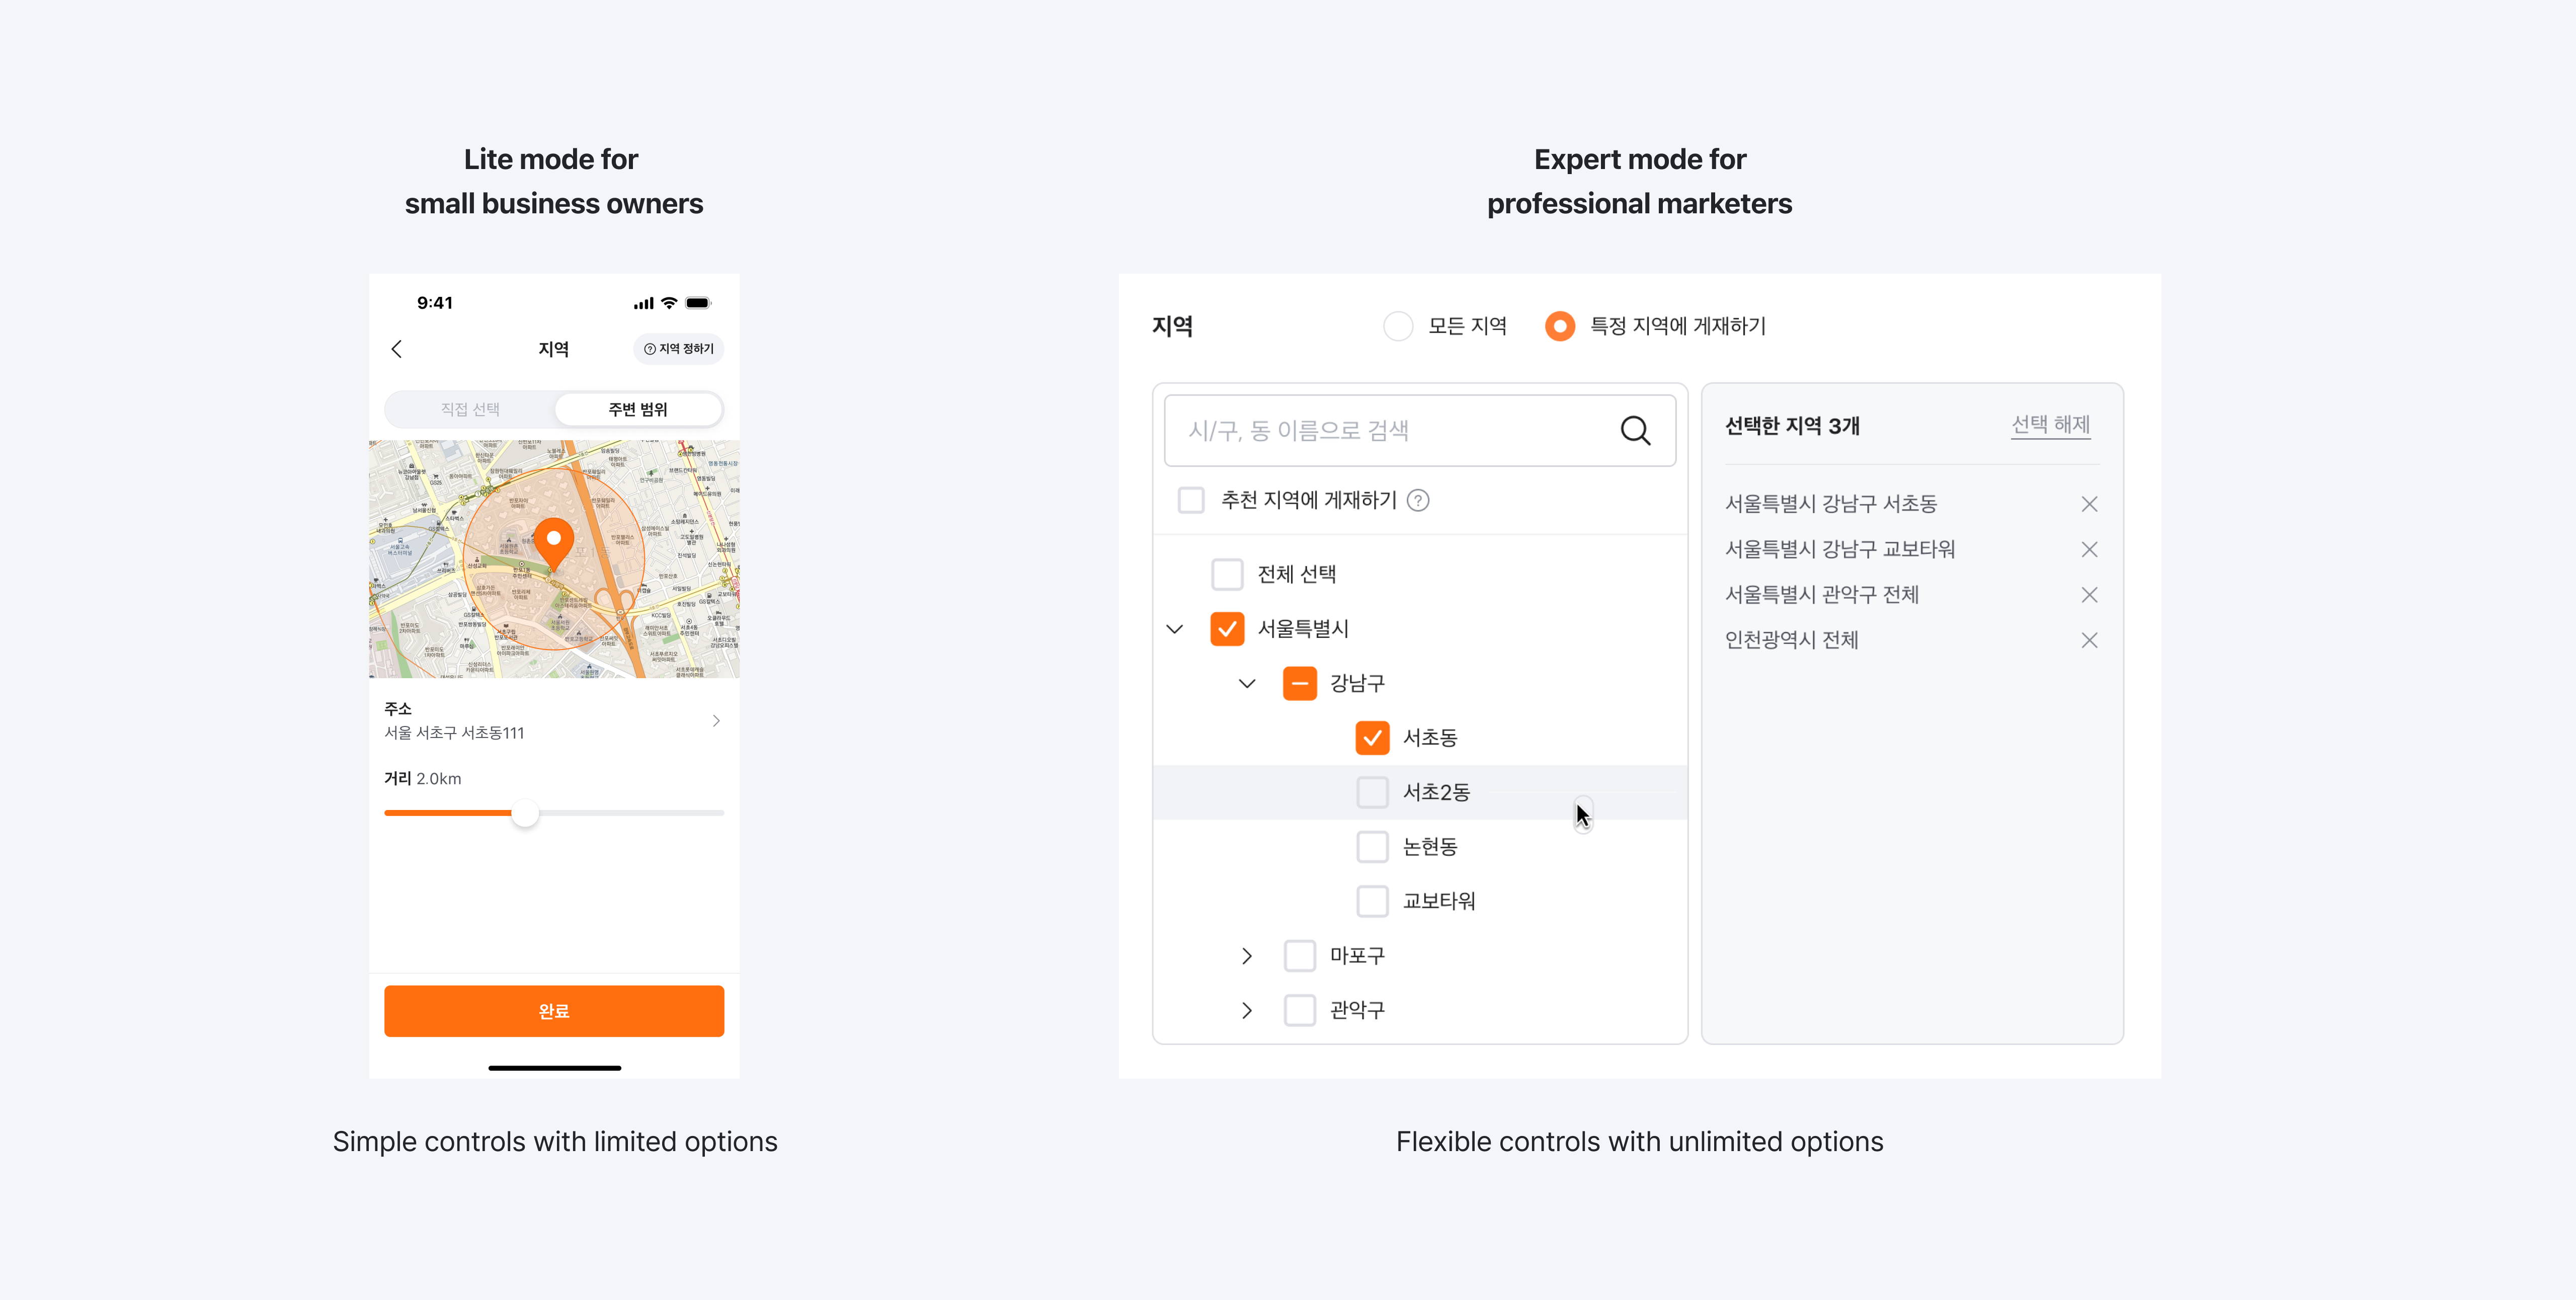 Lite mode for
small business owners
9:41
지역
지역 정하기
직접 선택
주변 범위
주소
서울 서초구 서초동111
거리 2.0km
완료
Simple controls with limited options
Expert mode for
professional marketers
지역
모든 지역
특정 지역에 게재하기
시/구, 동 이름으로 검색
추천 지역에 게재하기
전체 선택
서울특별시
강남구
서초동
서초2동
논현동
교보타워
마포구
관악구
선택한 지역 3개
선택 해제
서울특별시 강남구 서초동
서울특별시 강남구 교보타워
서울특별시 관악구 전체
인천광역시 전체
Flexible controls with unlimited options